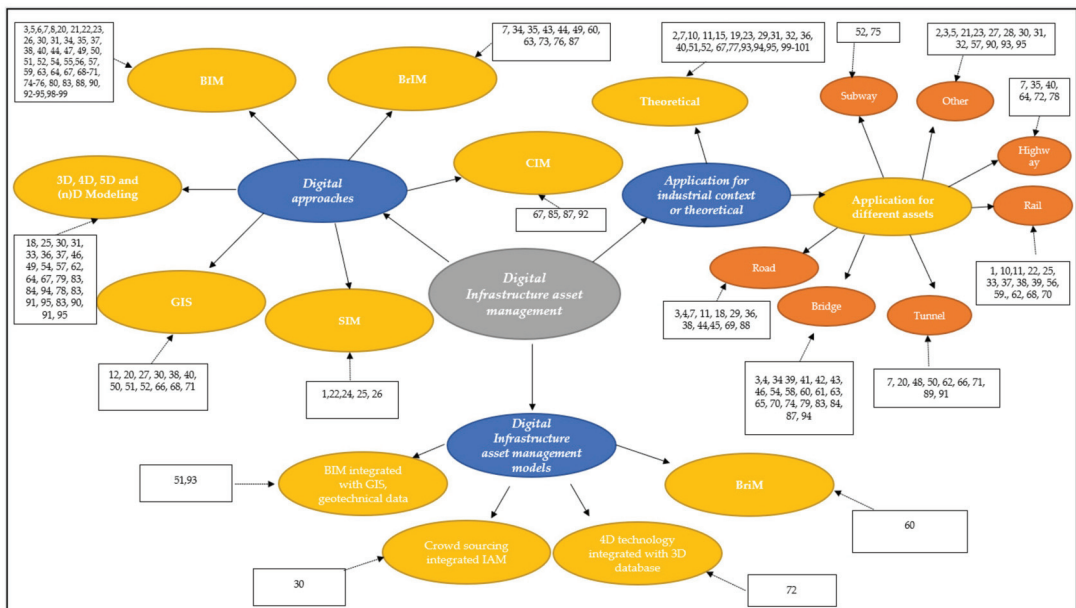 3,5,6,7,8, 20, 21,22,23,
26, 30, 31, 34, 35, 37,
38, 40, 44, 47, 49, 50,
51, 52, 54, 55,56, 57,
59, 63, 64, 67, 68-71,
74-76, 80, 83, 88, 90,
92-95,98-99
BIM
7, 34, 35, 43, 44, 49, 60,
63, 73, 76, 87
BrIM
2,7, 10, 11,15, 19,23, 29,31, 32, 36,
40,51,52, 67,77,93,94,95, 99-101
Theoretical
52, 75
Subway
2,3,5, 21,23, 27, 28, 30, 31,
32, 57, 90, 93, 95
Other
7, 35, 40,
64, 72, 78
Highw
ay
3D, 4D, 5D and
(n)D Modeling
Digital
approaches
CIM
67, 85, 87, 92
Application for
industrial context
or theoretical
Application for
different assets
Rail
1, 10,11, 22, 25,
33, 37, 38, 39, 56,
59., 62, 68, 70
18, 25, 30, 31,
33, 36, 37, 46,
49, 54, 57, 62,
64, 67, 79, 83,
84, 94, 78, 83,
91, 95, 83, 90,
91, 95
GIS
SIM
Digital
Infrastructure asset
management
Road
3,4,7, 11, 18, 29, 36,
38, 44,45, 69, 88
Bridge
Tunnel
12, 20, 27, 30, 38, 40,
50, 51, 52, 66, 68, 71
1,22,24, 25, 26
3,4, 34 39, 41, 42, 43,
46, 54, 58, 60, 61, 63,
65, 70, 74, 79, 83, 84,
87, 94
7, 20, 48, 50, 62, 66, 71,
89, 91
Digital
Infrastructure
asset management
models
51,93
BIM integrated
with GIS,
geotechnical data
BriM
60
Crowd sourcing
integrated IAM
4D technology
integrated with 3D
database
30
72